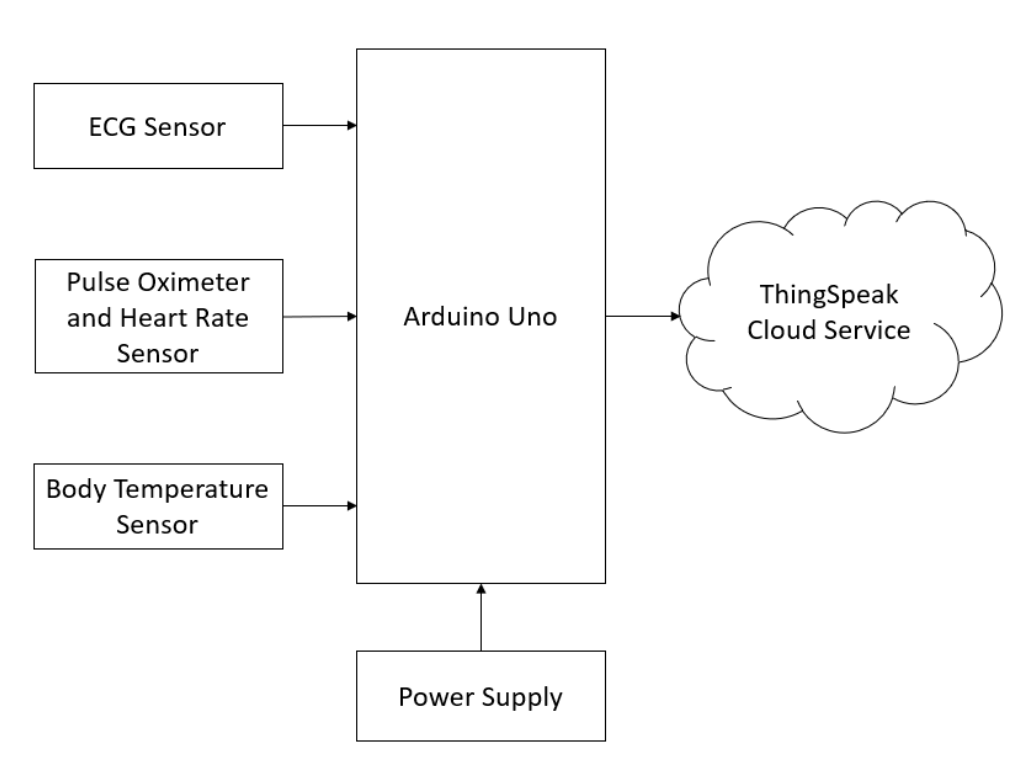 ECG Sensor
Pulse Oximeter
and Heart Rate
Sensor
Body Temperature
Sensor
Arduino Uno
ThingSpeak
Cloud Service
Power Supply